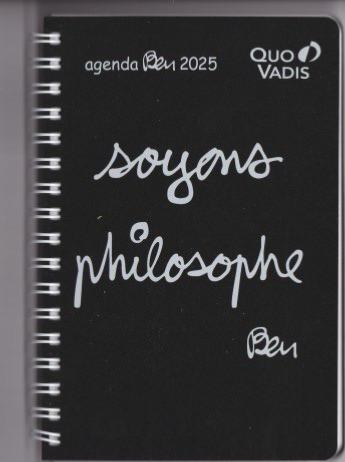 agenda Ben 2025
QUO
VADIS
soyons
philosophe
Ben